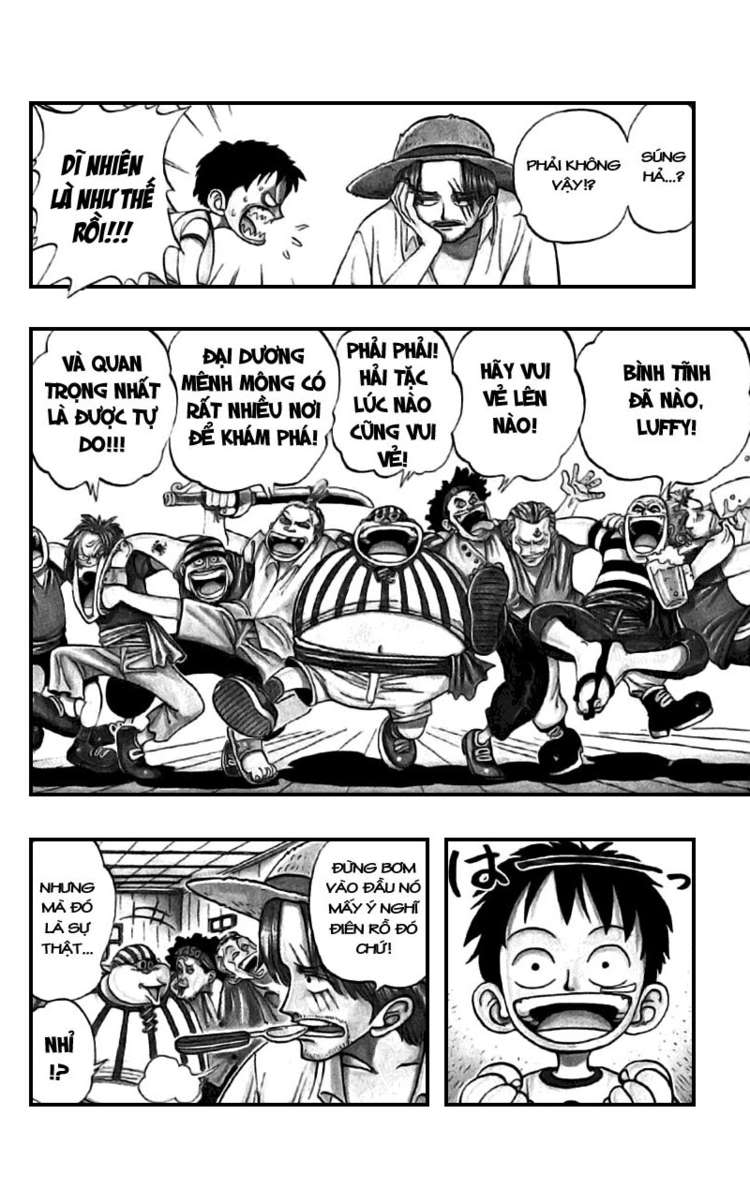 SÚNG
HẢ...?
PHẢI KHÔNG
VẬY!?
DĨ NHIÊN
LÀ NHƯ THẾ
RỒI!!!
BÌNH TĨNH
ĐÃ NÀO,
LUFFY!
HÃY VUI
VẺ LÊN
NÀO!
PHẢI PHẢI!
HẢI TẶC
LÚC NÀO
CŨNG VUI
VẺ!
ĐẠI DƯƠNG
MÊNH MÔNG CÓ
RẤT NHIỀU NƠI
ĐỂ KHÁM PHÁ!
VÀ QUAN
TRỌNG NHẤT
LÀ ĐƯỢC TỰ
DO!!!
はっ
ĐỪNG BƠM
VÀO ĐẦU NÓ
MẤY Ý NGHĨ
ĐIÊN RỒ ĐÓ
CHỨ!
NHƯNG
MÀ ĐÓ
LÀ SỰ
THẬT...
NHỈ
!?